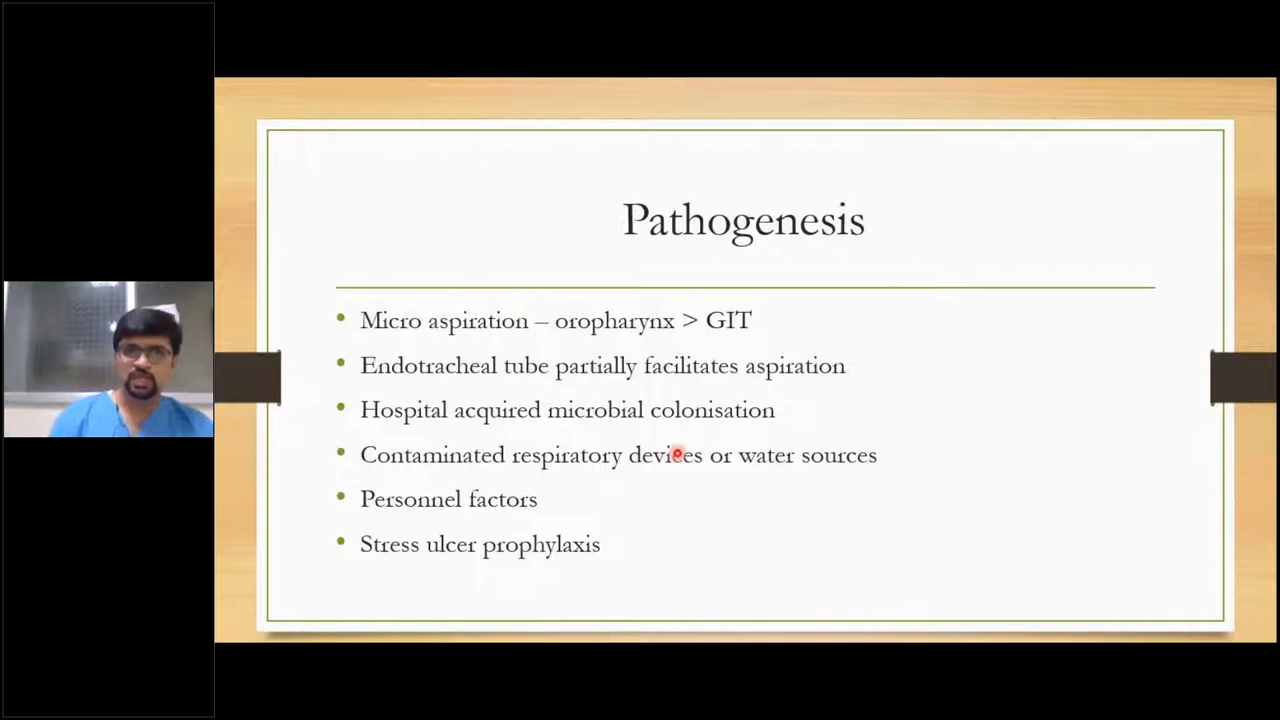 Pathogenesis
Micro aspiration – oropharynx > GIT
Endotracheal tube partially facilitates aspiration
Hospital acquired microbial colonisation
Contaminated respiratory devices or water sources
Personnel factors
Stress ulcer prophylaxis